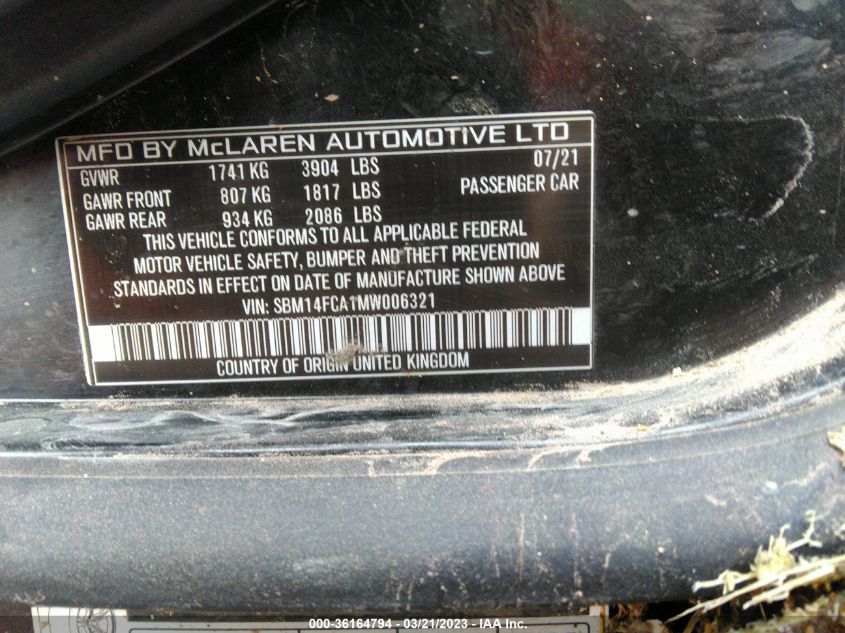 MFD BY McLAREN AUTOMOTIVE LTD
GVWR 1741 KG 3904 LBS 07/21
GAWR FRONT 807 KG 1817 LBS PASSENGER CAR
GAWR REAR 934 KG 2086 LBS
THIS VEHICLE CONFORMS TO ALL APPLICABLE FEDERAL
MOTOR VEHICLE SAFETY, BUMPER AND THEFT PREVENTION
STANDARDS IN EFFECT ON DATE OF MANUFACTURE SHOWN ABOVE
VIN: SBM14FCA1MW006321
COUNTRY OF ORIGIN UNITED KINGDOM
000-36164794 - 03/21/2023 - IAA Inc.